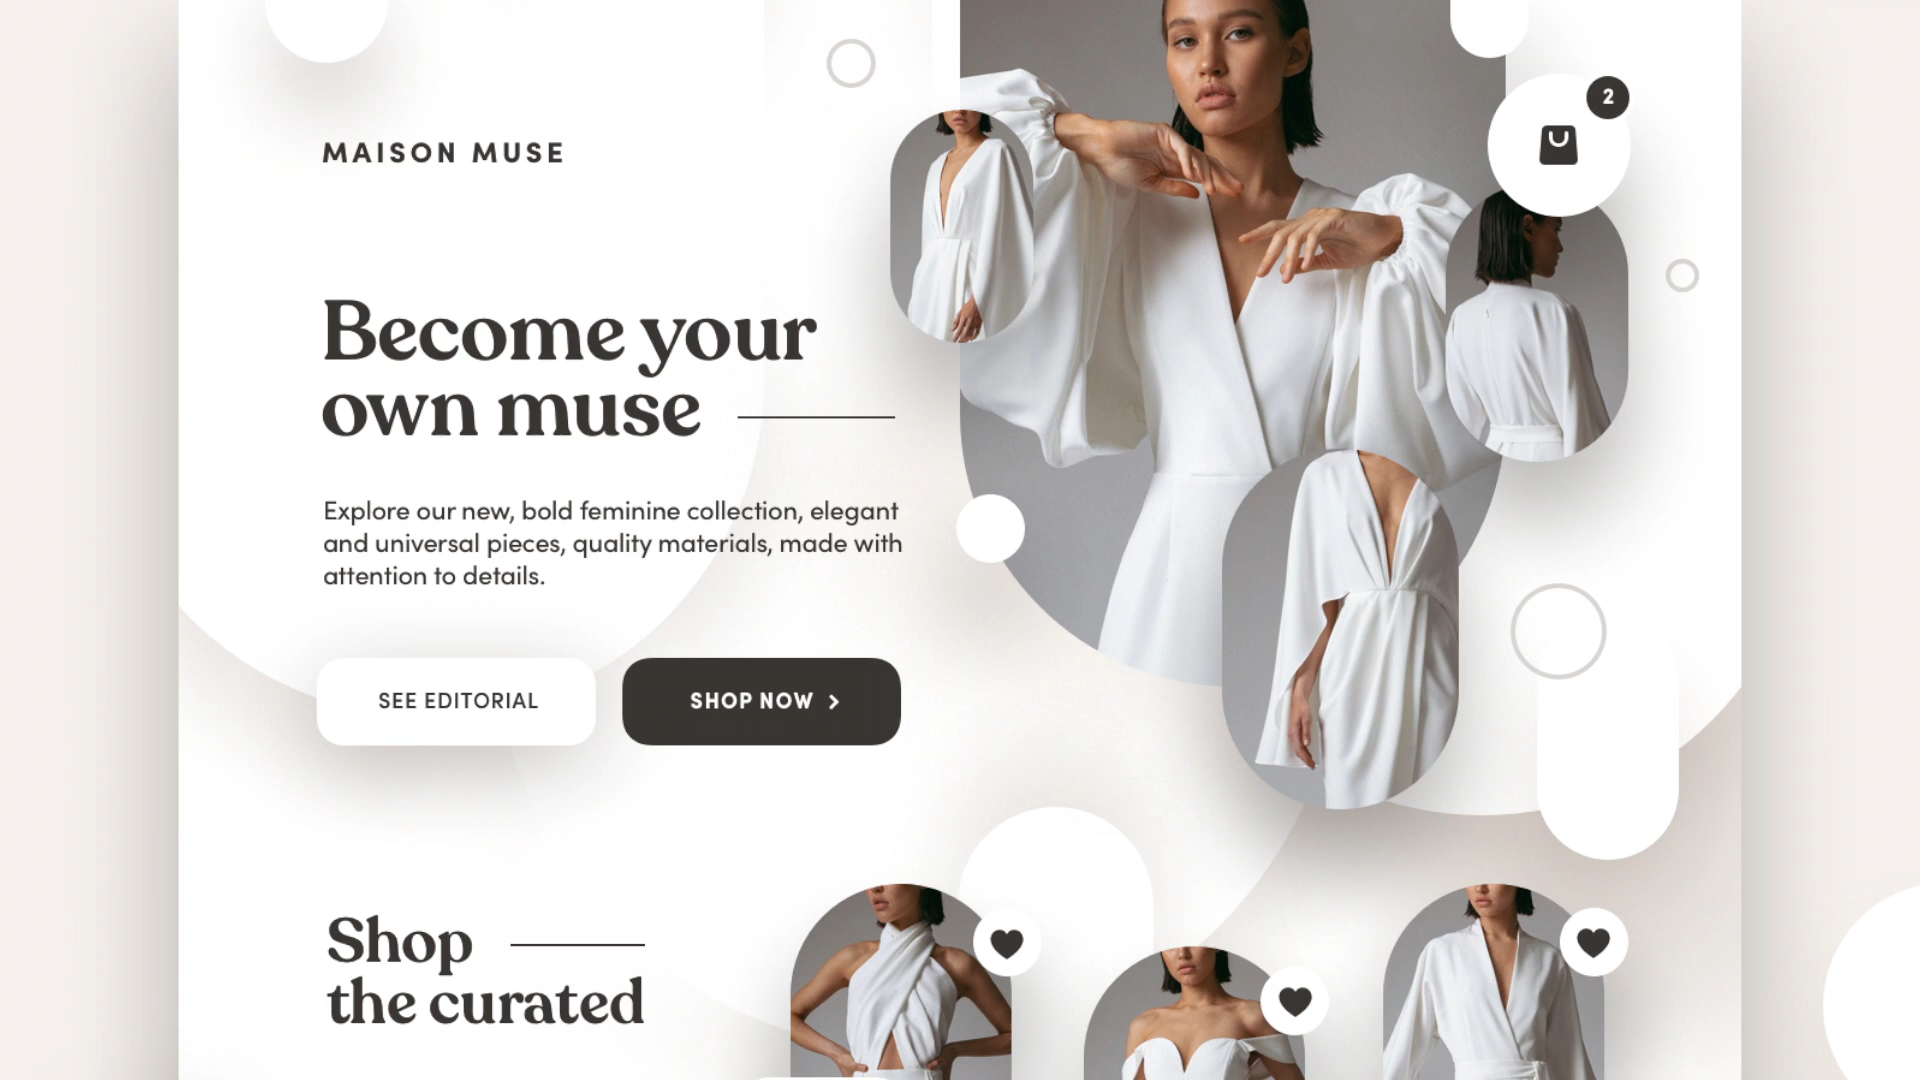 MAISON MUSE
2
Become your
own muse
Explore our new, bold feminine collection, elegant
and universal pieces, quality materials, made with
attention to details.
SEE EDITORIAL
SHOP NOW
Shop
the curated